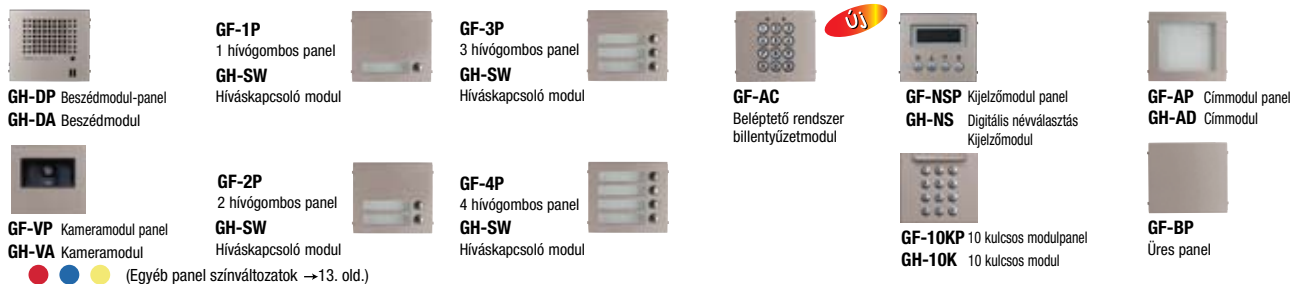 GH-DP Beszédmodul-panel
GH-DA Beszédmodul
GF-1P
1 hívógombos panel
GH-SW
Híváskapcsoló modul
GF-3P
3 hívógombos panel
GH-SW
Híváskapcsoló modul
Új
GF-AC
Beléptető rendszer
billentyűzetmodul
GF-NSP Kijelzőmodul panel
GH-NS Digitális névválasztás
Kijelzőmodul
GF-AP Címmodul panel
GH-AD Címmodul
GF-VP Kameramodul panel
GH-VA Kameramodul
GF-2P
2 hívógombos panel
GH-SW
Híváskapcsoló modul
GF-4P
4 hívógombos panel
GH-SW
Híváskapcsoló modul
GF-10KP 10 kulcsos modulpanel
GH-10K 10 kulcsos modul
GF-BP
Üres panel
(Egyéb panel színváltozatok →13. old.)